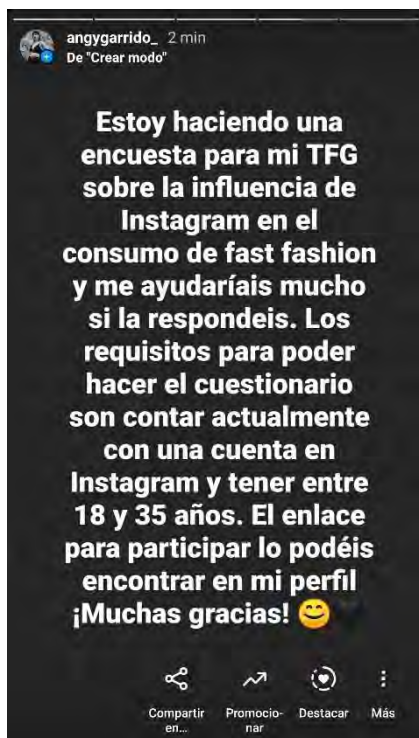 angygarrido_ 2 min
De "Crear modo"
Estoy haciendo una
encuesta para mi TFG
sobre la influencia de
Instagram en el
consumo de fast fashion
y me ayudaríais mucho
si la respondeis. Los
requisitos para poder
hacer el cuestionario
son contar actualmente
con una cuenta en
Instagram y tener entre
18 y 35 años. El enlace
para participar lo podéis
encontrar en mi perfil
¡Muchas gracias! 😊
Compartir en...
Promocio-nar
Destacar
Más